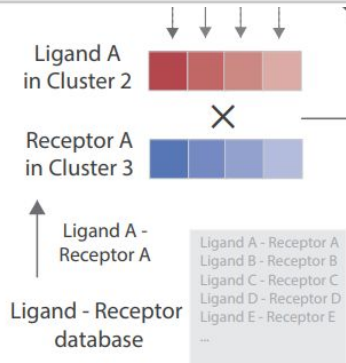 Ligand A
in Cluster 2
×
Receptor A
in Cluster 3
Ligand A -
Receptor A
Ligand - Receptor
database
Ligand A - Receptor A
Ligand B - Receptor B
Ligand C - Receptor C
Ligand D - Receptor D
Ligand E - Receptor E
...